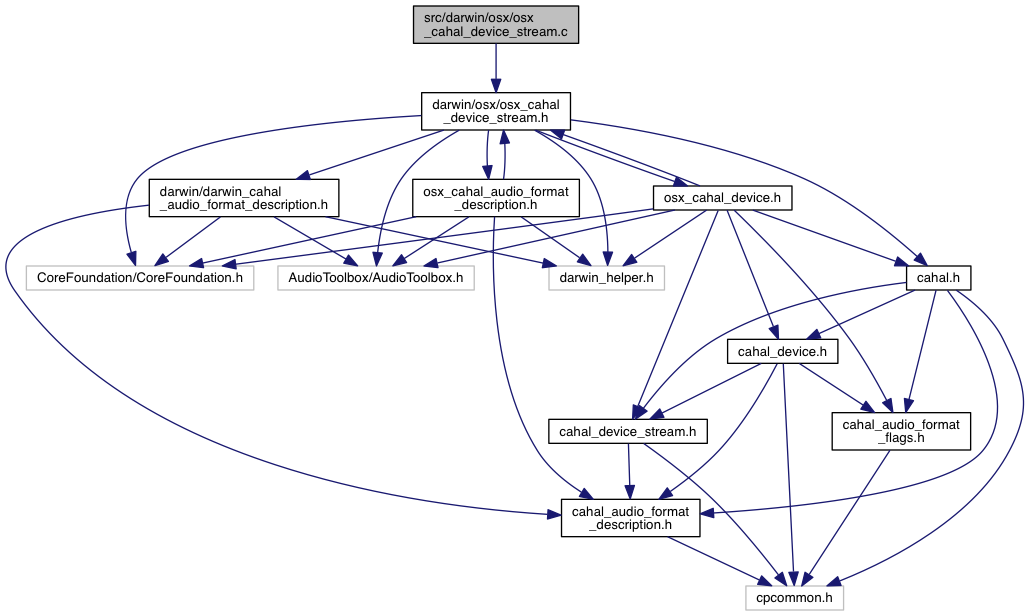 src/darwin/osx/osx
_cahal_device_stream.c
darwin/osx/osx_cahal
_device_stream.h
darwin/darwin_cahal
_audio_format_description.h
osx_cahal_audio_format
_description.h
osx_cahal_device.h
CoreFoundation/CoreFoundation.h
AudioToolbox/AudioToolbox.h
darwin_helper.h
cahal.h
cahal_device.h
cahal_device_stream.h
cahal_audio_format
_flags.h
cahal_audio_format
_description.h
cpcommon.h